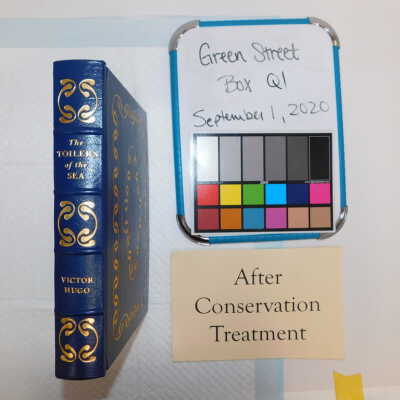 The
TOILERS
of the
SEA
VICTOR
HUGO
Green Street
Box Q1
September 1, 2020
After
Conservation
Treatment